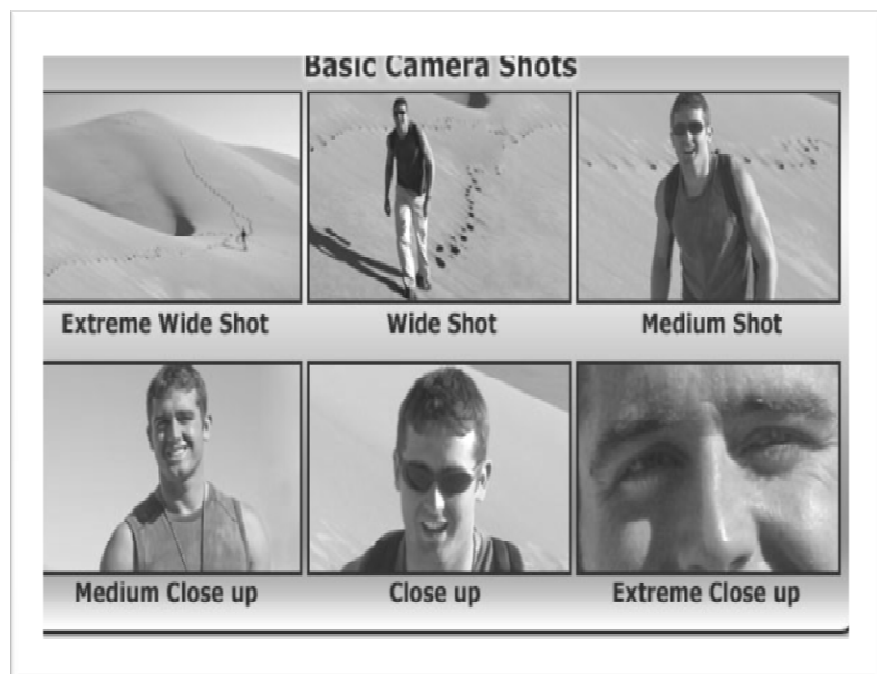 Basic Camera Shots
Extreme Wide Shot
Wide Shot
Medium Shot
Medium Close up
Close up
Extreme Close up